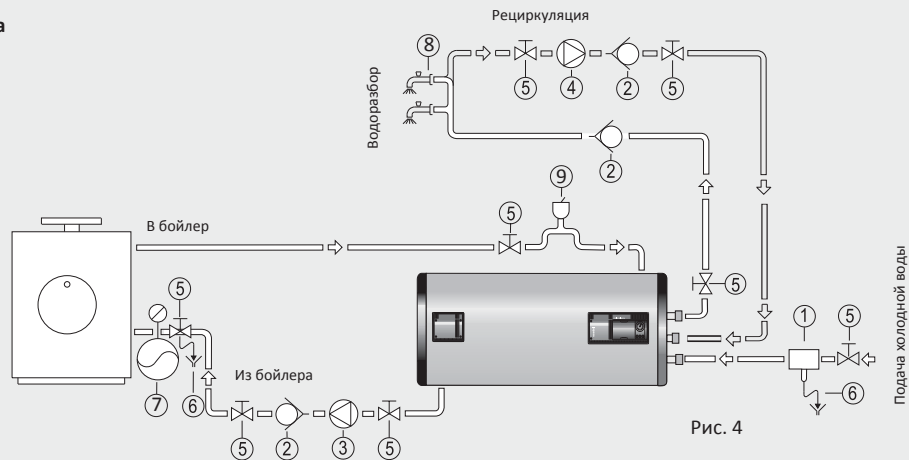 а
Рециркуляция
8
5
4
2
5
Водоразбор
2
9
5
В бойлер
5
5
Подача холодной воды
1
5
7
6
Из бойлера
6
5
2
3
5
Рис. 4